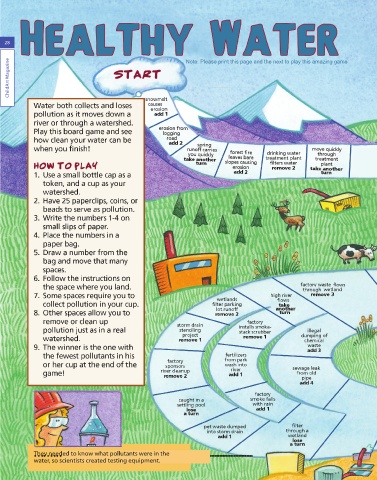 29
Children Magazine
HEALTHY WATER
Note: Please print this page and the next to play this amazing game
START
Water both collects and loses
pollution as it moves down a
river or through a watershed.
Play this board game and see
how clean your water can be
when you finish!
HOW TO PLAY
1. Use a small bottle cap as a
token, and a cup as your
watershed.
2. Have 25 paperclips, coins, or
beads to serve as pollution.
3. Write the numbers 1-4 on
small slips of paper.
4. Place the numbers in a
paper bag.
5. Draw a number from the
bag and move that many
spaces.
6. Follow the instructions on
the space where you land.
7. Some spaces require you to
collect pollution in your cup.
8. Other spaces allow you to
remove or clean up
pollution just as in a real
watershed.
9. The winner is the one with
the fewest pollutants in his
or her cup at the end of the
game!
snowmelt
causes
erosion
add 1
erosion from
logging
road
add 2
spring
runoff carries
you quickly
take another
turn
forest fire
leaves bare
slopes causing
erosion
add 2
drinking water
treatment plant
filters water
remove 2
move quickly
through
treatment
plant
take another
turn
factory waste flows
through wetland
remove 3
high river
flows
take
another
turn
wetlands
filter parking
lot runoff
remove 2
storm drain
stenciling
project
remove 1
factory
installs smoke-
stack scrubber
remove 1
illegal
dumping of
chemical
waste
add 3
factory
sponsors
river cleanup
remove 2
fertilizers
from park
wash into
river
add 1
sewage leak
from old
pipe
add 4
caught in a
settling pool
lose
a turn
factory
smoke falls
with rain
add 1
pet waste dumped
into storm drain
add 1
filter
through a
wetland
lose
a turn
They needed to know what pollutants were in the
water, so scientists created testing equipment.